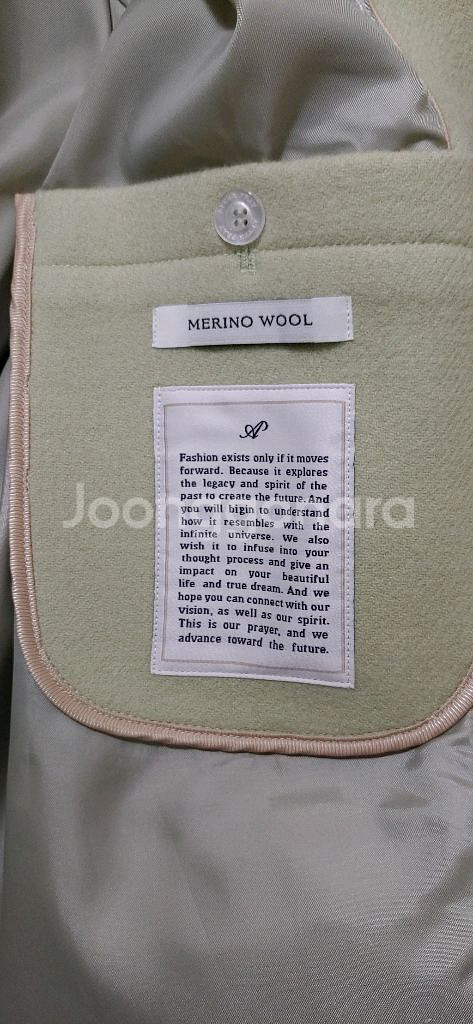 MERINO WOOL
AP
Fashion exists only if it moves
forward. Because it explores
the legacy and spirit of the
past to create the future. And
you will bigin to understand
how it resembles with the
infinite universe. We also
wish it to infuse into your
thought process and give an
impact on your beautiful
life and true dream. And we
hope you can connect with our
vision, as well as our spirit.
This is our prayer, and we
advance toward the future.